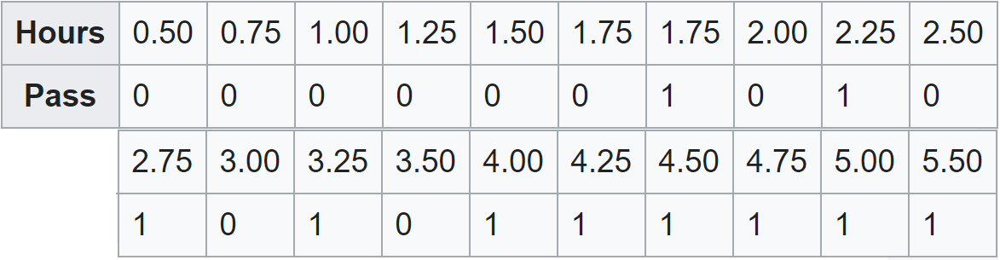 Hours 0.50 0.75 1.00 1.25 1.50 1.75 1.75 2.00 2.25 2.50
Pass 0 0 0 0 0 0 1 0 1 0
2.75 3.00 3.25 3.50 4.00 4.25 4.50 4.75 5.00 5.50
1 0 1 0 1 1 1 1 1 1